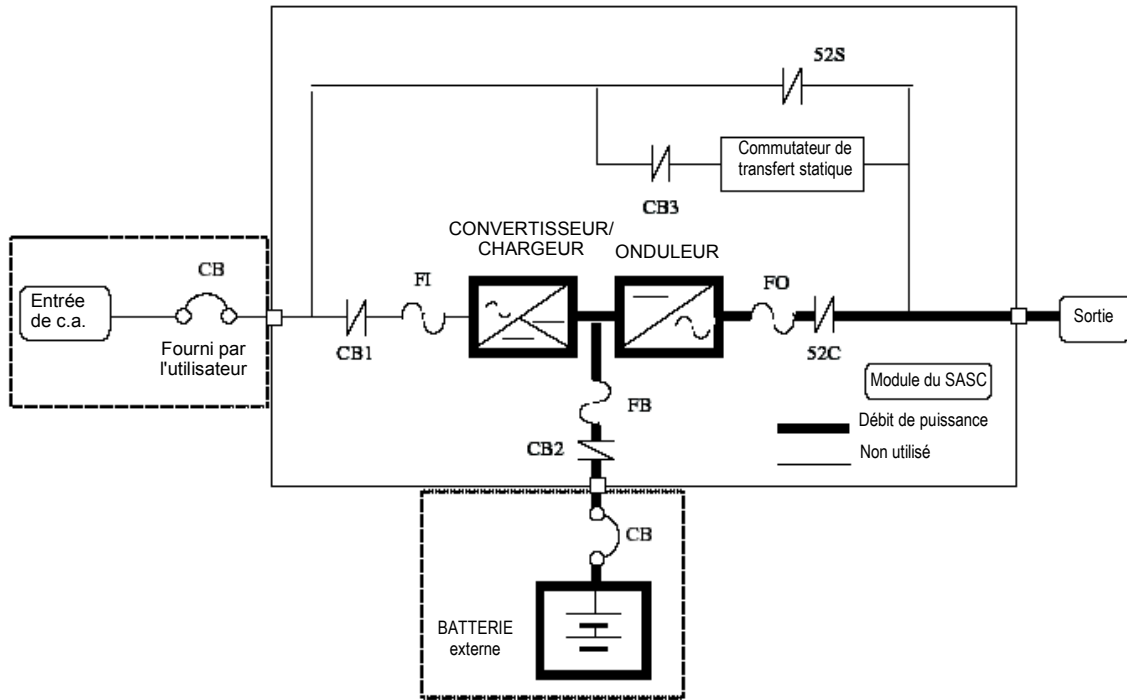 52S
Commutateur de
transfert statique
CB3
CONVERTISSEUR/
CHARGEUR
ONDULEUR
CB
FI
FO
Entrée
de c.a.
Sortie
Fourni par
l'utilisateur
CB1
52C
Module du SASC
FB
Débit de puissance
CB2
Non utilisé
CB
BATTERIE
externe